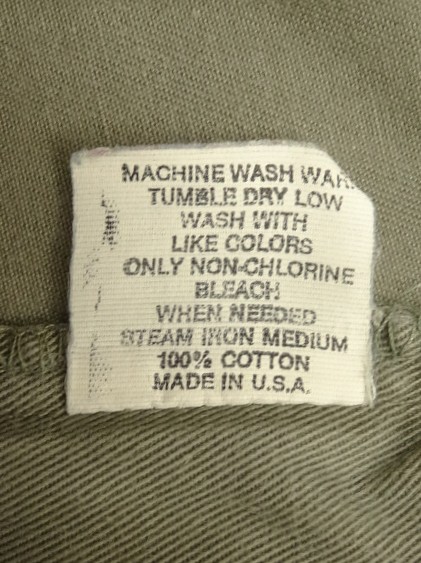 MACHINE WASH WAR
TUMBLE DRY LOW
WASH WITH
LIKE COLORS
ONLY NON-CHLORINE
BLEACH
WHEN NEEDED
STEAM IRON MEDIUM
100% COTTON
MADE IN U.S.A.